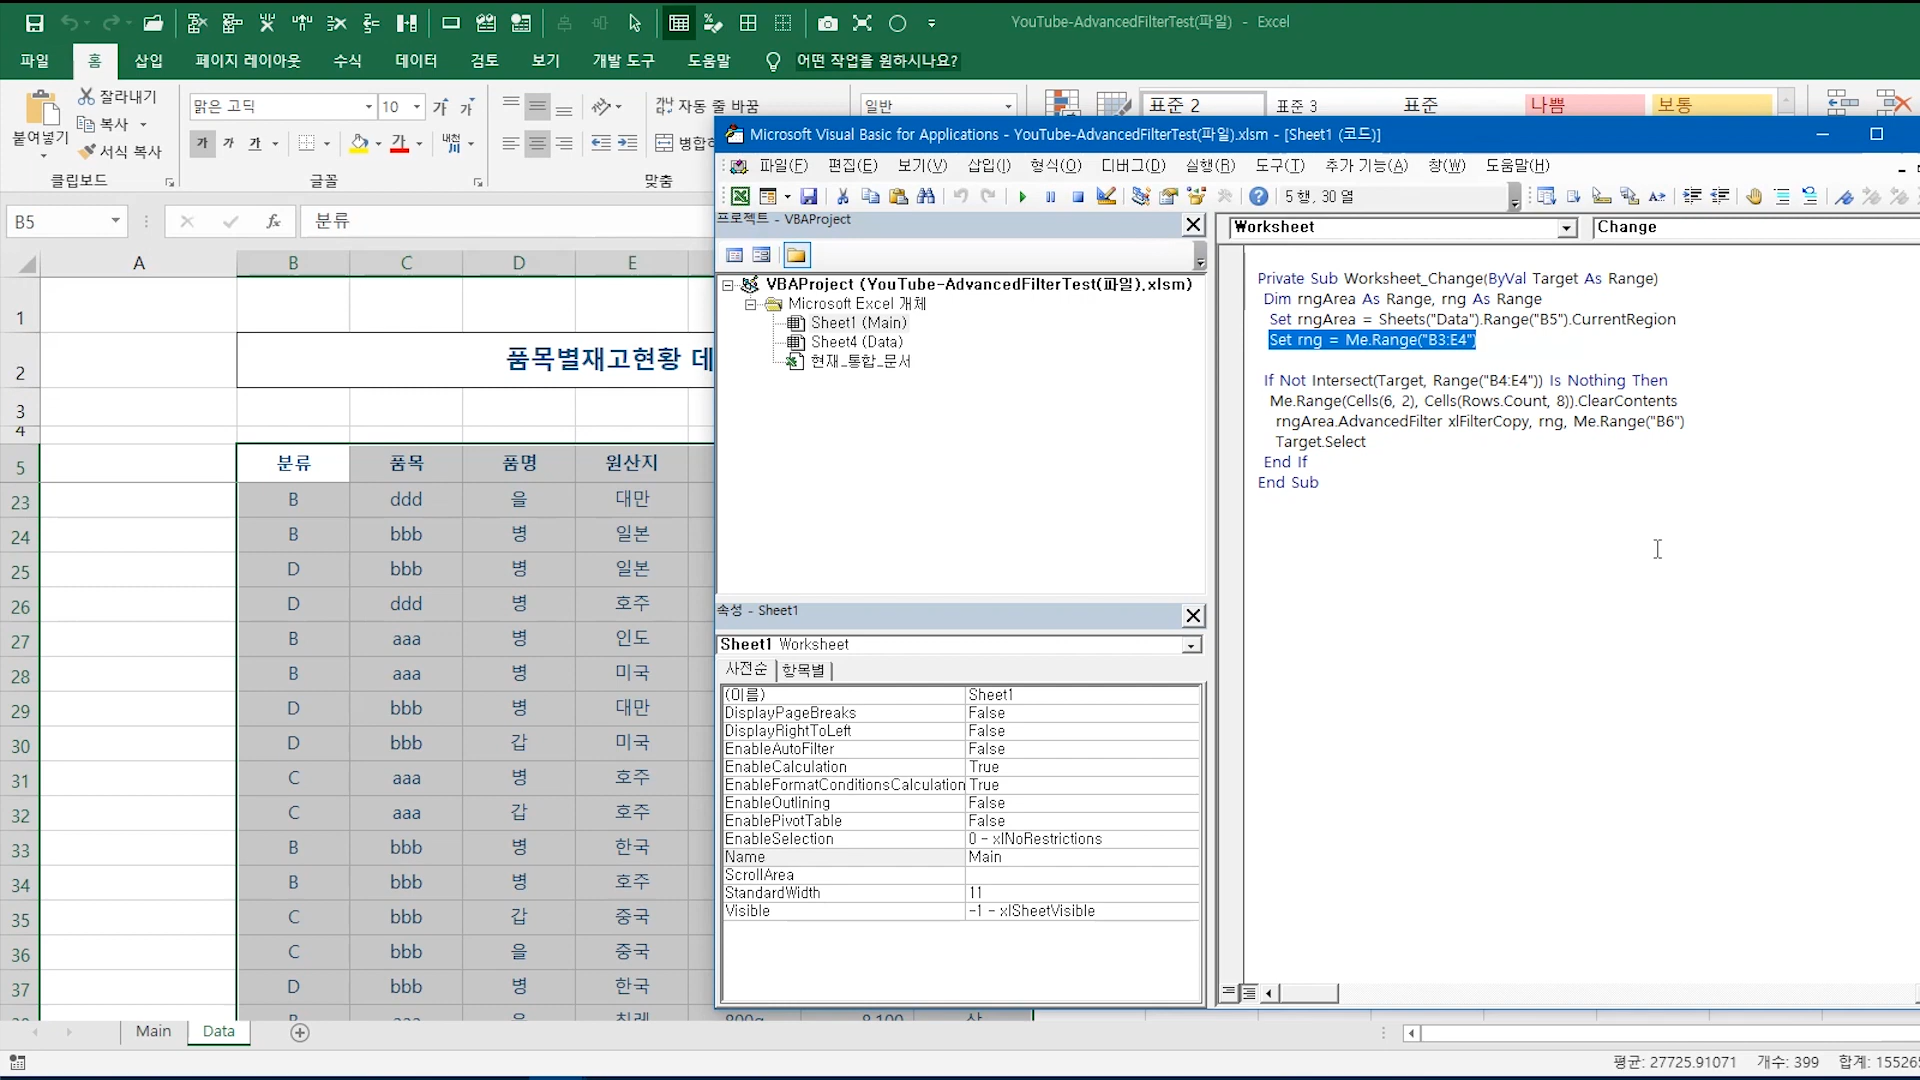 YouTube-AdvancedFilterTest(파일) - Excel
파일 홈 삽입 페이지 레이아웃 수식 데이터 검토 보기 개발 도구 도움말 어떤 작업을 원하시나요?
붙여넣기 잘라내기 복사 서식 복사 클립보드
맑은 고딕 10 가 가 가 가 가 가 내천 글꼴
자동 줄 바꿈 맞춤
일반 표준 2 표준 3 표준 나쁨 보통
B5 fx 분류
A B C D E
1
2 품목별재고현황 데
3
4
5 분류 품목 품명 원산지
23 B ddd 을 대만
24 B bbb 병 일본
25 D bbb 병 일본
26 D ddd 병 호주
27 B aaa 병 인도
28 B aaa 병 미국
29 D bbb 병 대만
30 D bbb 갑 미국
31 C aaa 병 호주
32 C aaa 갑 호주
33 B bbb 병 한국
34 B bbb 병 호주
35 C bbb 갑 중국
36 C bbb 을 중국
37 D bbb 병 한국
Main Data
평균: 27725.91071 개수: 399
Microsoft Visual Basic for Applications - YouTube-AdvancedFilterTest(파일).xlsm - [Sheet1 (코드)]
파일(F) 편집(E) 보기(V) 삽입(I) 형식(O) 디버그(D) 실행(R) 도구(T) 추가 기능(A) 창(W) 도움말(H)
5 행, 30 열
프로젝트 - VBAProject
VBAProject (YouTube-AdvancedFilterTest(파일).xlsm)
Microsoft Excel 개체
Sheet1 (Main)
Sheet4 (Data)
현재_통합_문서
속성 - Sheet1
Sheet1 Worksheet
사전순 항목별
(이름) Sheet1
DisplayPageBreaks False
DisplayRightToLeft False
EnableAutoFilter False
EnableCalculation True
EnableFormatConditionsCalculation True
EnableOutlining False
EnablePivotTable False
EnableSelection 0 - xlNoRestrictions
Name Main
ScrollArea
StandardWidth 11
Visible -1 - xlSheetVisible
Worksheet Change
Private Sub Worksheet_Change(ByVal Target As Range)
Dim rngArea As Range, rng As Range
Set rngArea = Sheets("Data").Range("B5").CurrentRegion
Set rng = Me.Range("B3:E4")
If Not Intersect(Target, Range("B4:E4")) Is Nothing Then
Me.Range(Cells(6, 2), Cells(Rows.Count, 8)).ClearContents
rngArea.AdvancedFilter xlFilterCopy, rng, Me.Range("B6")
Target.Select
End If
End Sub